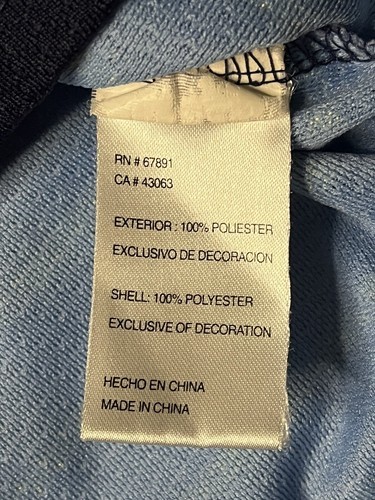 RN # 67891
CA # 43063
EXTERIOR : 100% POLIESTER
EXCLUSIVO DE DECORACION
SHELL: 100% POLYESTER
EXCLUSIVE OF DECORATION
HECHO EN CHINA
MADE IN CHINA